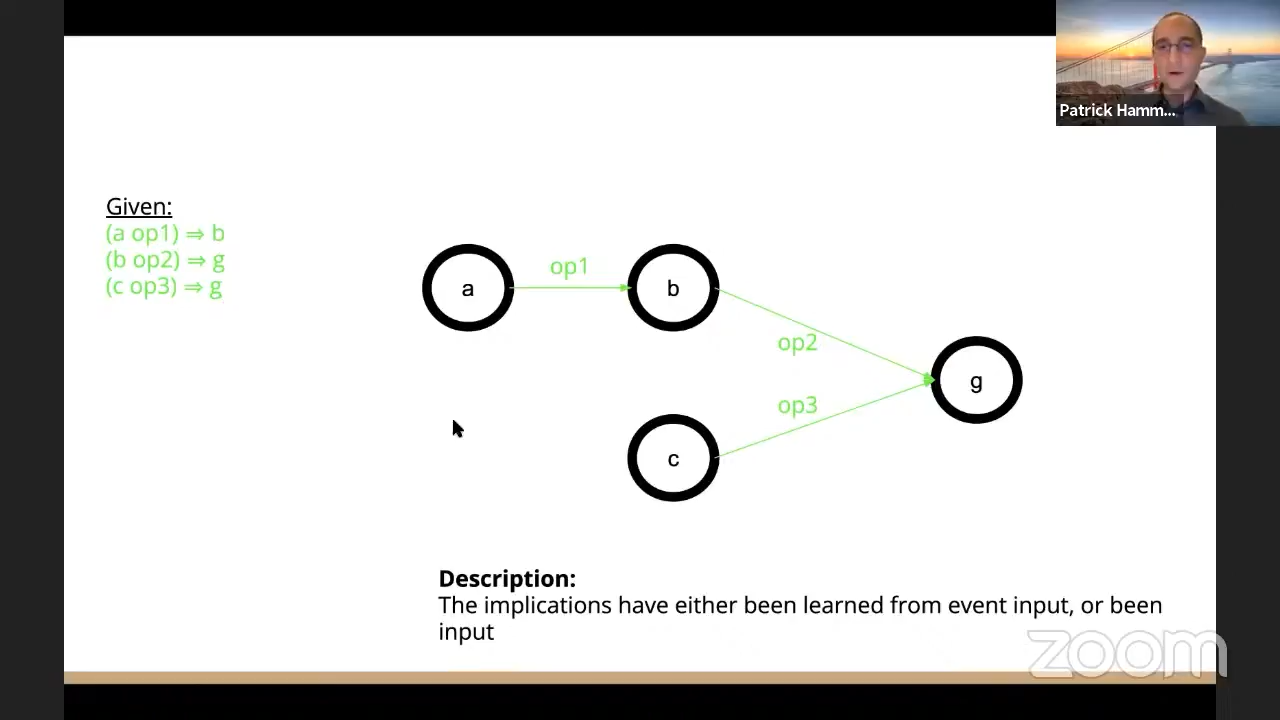 Patrick Hamm...
Given:
(a op1) ⇒ b
(b op2) ⇒ g
(c op3) ⇒ g
op1
a
b
op2
g
op3
c
Description:
The implications have either been learned from event input, or been
input
zoom